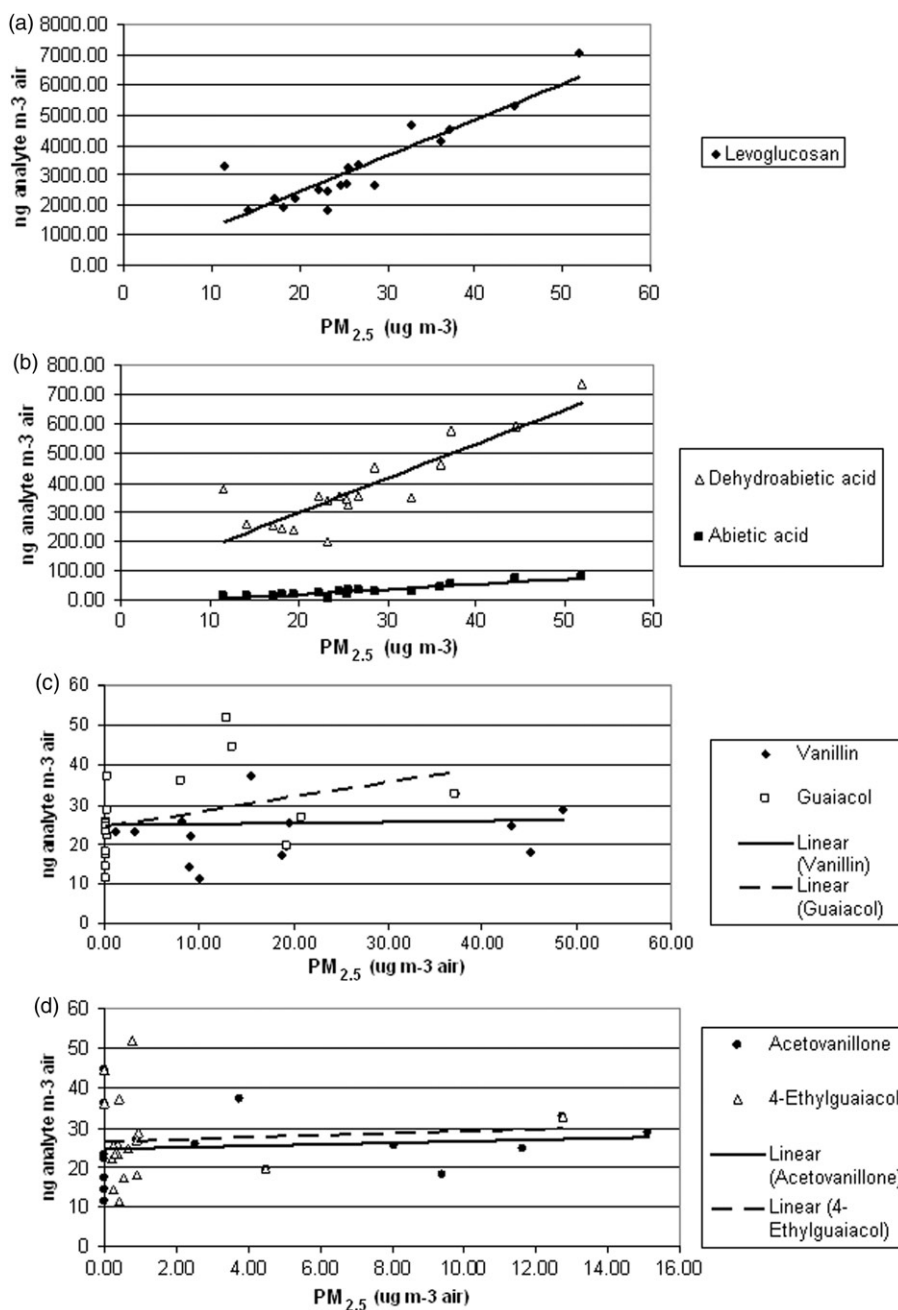 (a)
8000.00
7000.00
6000.00
5000.00
4000.00
3000.00
2000.00
1000.00
0.00
ng analyte m-3 air
0 10 20 30 40 50 60
PM2.5 (ug m-3)
Levoglucosan
(b)
800.00
700.00
600.00
500.00
400.00
300.00
200.00
100.00
0.00
ng analyte m-3 air
0 10 20 30 40 50 60
PM2.5 (ug m-3)
Dehydroabietic acid
Abietic acid
(c)
60
50
40
30
20
10
0
ng analyte m-3 air
0.00 10.00 20.00 30.00 40.00 50.00 60.00
PM2.5 (ug m-3 air)
Vanillin
Guaiacol
Linear
(Vanillin)
Linear
(Guaiacol)
(d)
60
50
40
30
20
10
0
ng analyte m-3 air
0.00 2.00 4.00 6.00 8.00 10.00 12.00 14.00 16.00
PM2.5 (ug m-3 air)
Acetovanillone
4-Ethylguaiacol
Linear
(Acetovanillone)
Linear (4-
Ethylguaiacol)